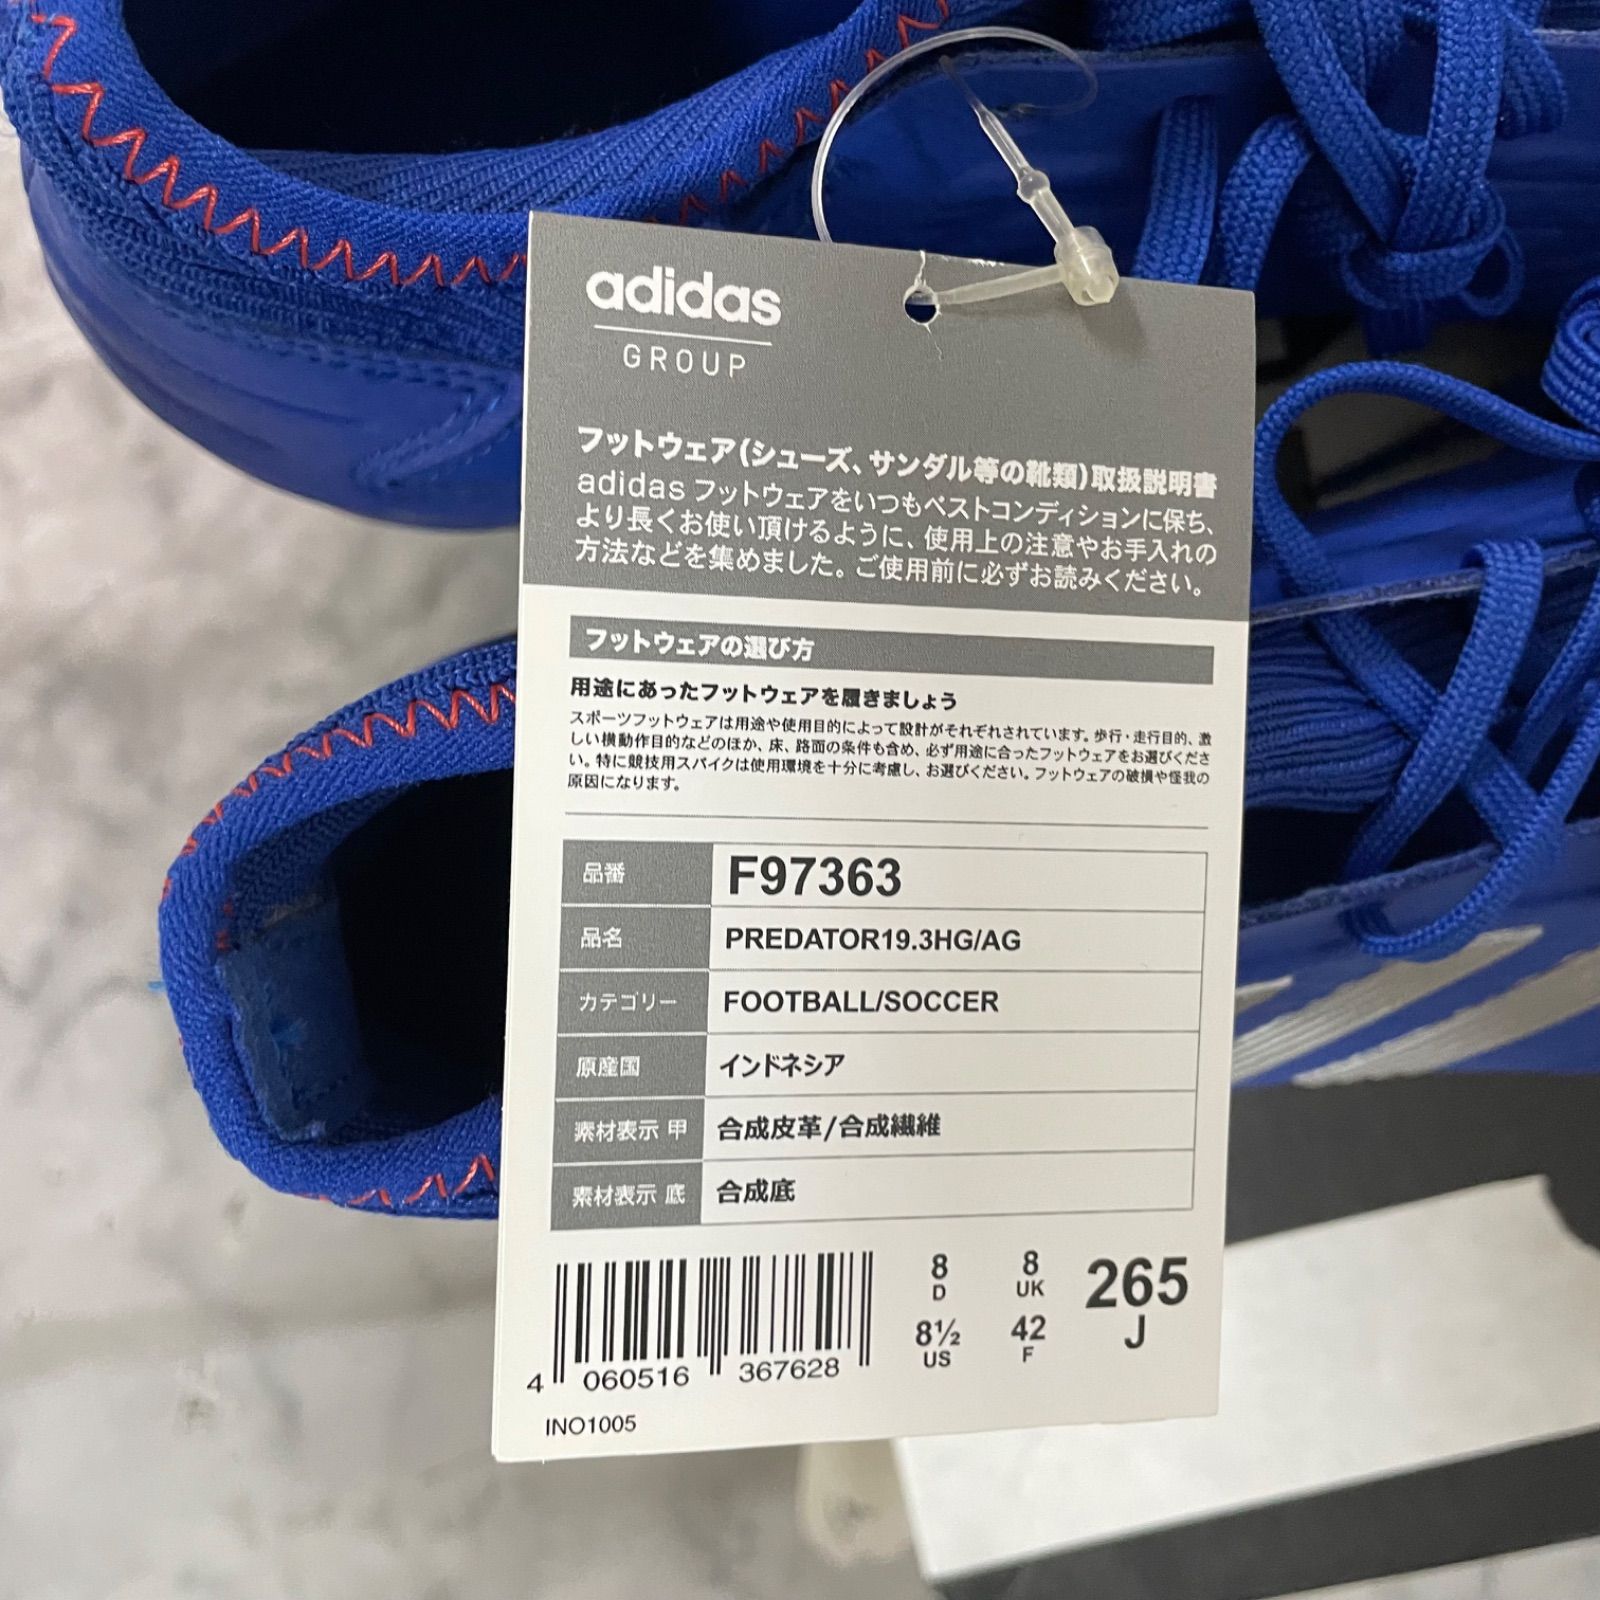 adidas
GROUP
フットウェア(シューズ、サンダル等の靴類)取扱説明書
adidas フットウェアをいつもベストコンディションに保ち、
より長くお使い頂けるように、使用上の注意やお手入れの
方法などを集めました。ご使用前に必ずお読みください。
フットウェアの選び方
用途にあったフットウェアを履きましょう
スポーツフットウェアは用途や使用目的によって設計がそれぞれされています。歩行・走行目的、激
しい横動作目的などのほか、床、路面の条件も含め、必ず用途に合ったフットウェアをお選びくださ
い。特に競技用スパイクは使用環境を十分に考慮し、お選びください。フットウェアの破損や怪我の
原因になります。
品番 F97363
品名 PREDATOR19.3HG/AG
カテゴリー FOOTBALL/SOCCER
原産国 インドネシア
素材表示 甲 合成皮革/合成繊維
素材表示 底 合成底
8 8 265
D UK J
8½ 42
US F
4 060516 367628
INO1005